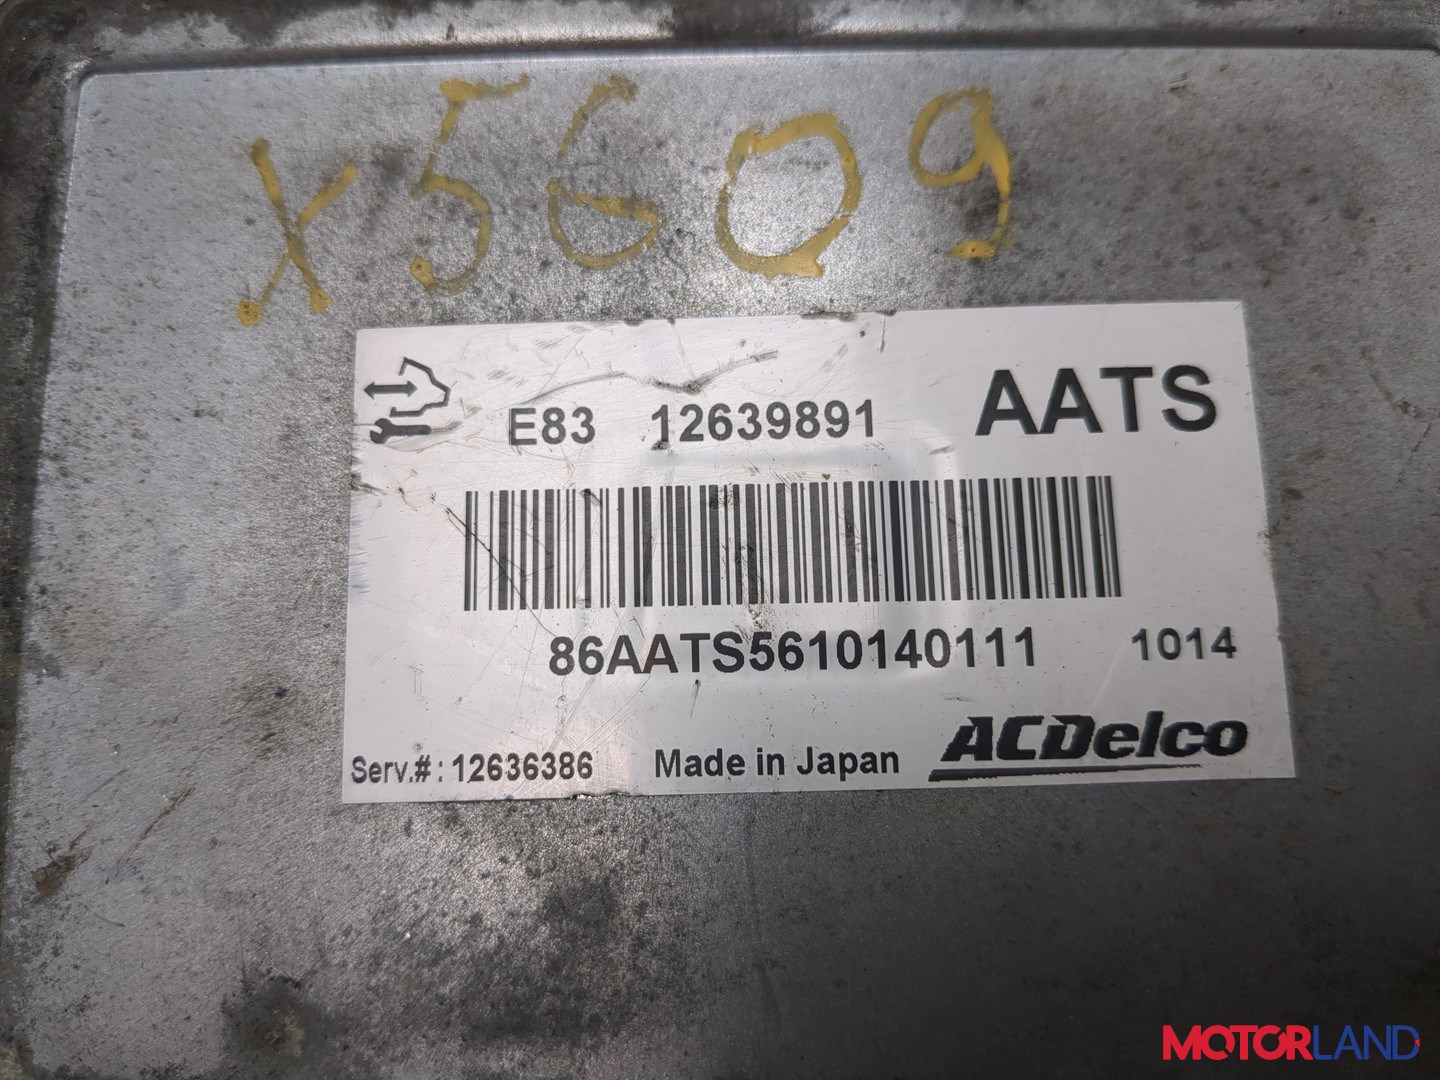 X5609
E83 12639891 AATS
86AATS5610140111 1014
Serv.#: 12636386 Made in Japan ACDelco
MOTORLAND